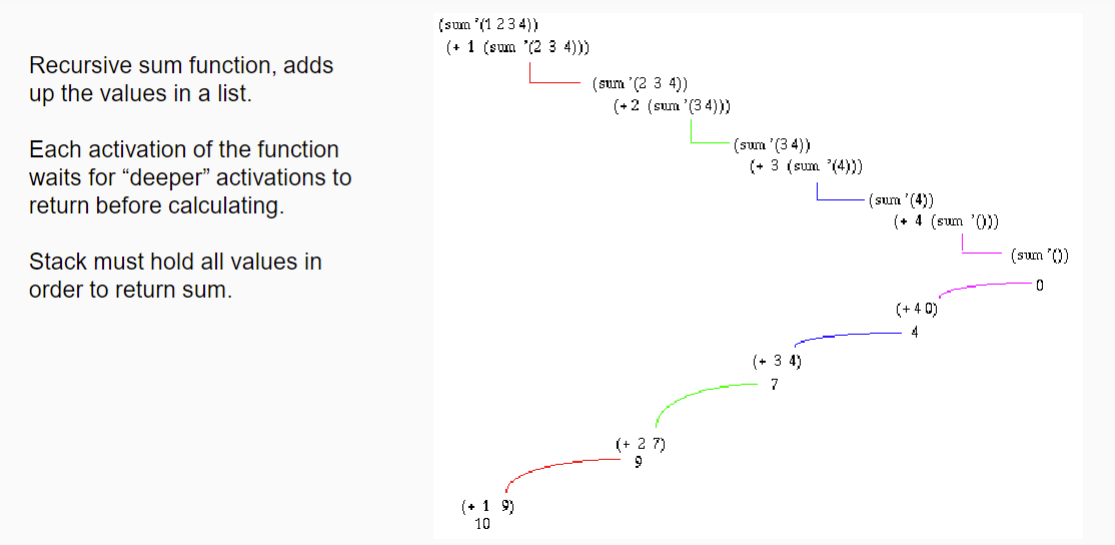 Recursive sum function, adds
up the values in a list.
Each activation of the function
waits for “deeper” activations to
return before calculating.
Stack must hold all values in
order to return sum.
(sum '(1 2 3 4))
(+ 1 (sum '(2 3 4)))
(sum '(2 3 4))
(+ 2 (sum '(3 4)))
(sum '(3 4))
(+ 3 (sum '(4)))
(sum '(4))
(+ 4 (sum '()))
(sum '())
0
(+ 4 0)
4
(+ 3 4)
7
(+ 2 7)
9
(+ 1 9)
10